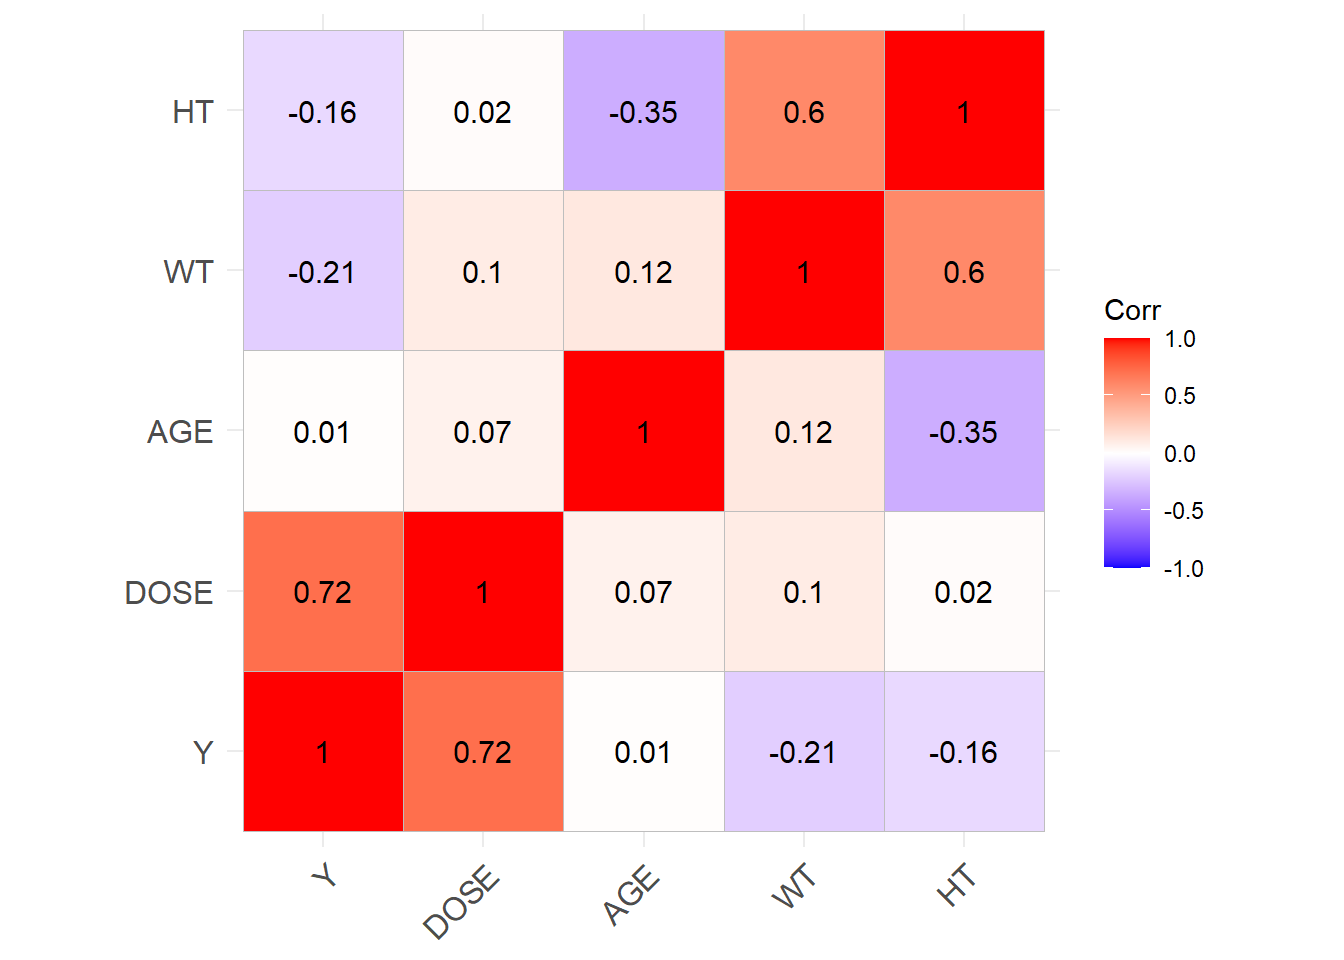 HT -0.16 0.02 -0.35 0.6 1
WT -0.21 0.1 0.12 1 0.6
AGE 0.01 0.07 1 0.12 -0.35
DOSE 0.72 1 0.07 0.1 0.02
Y 1 0.72 0.01 -0.21 -0.16
Y DOSE AGE WT HT
Corr
1.0
0.5
0.0
-0.5
-1.0